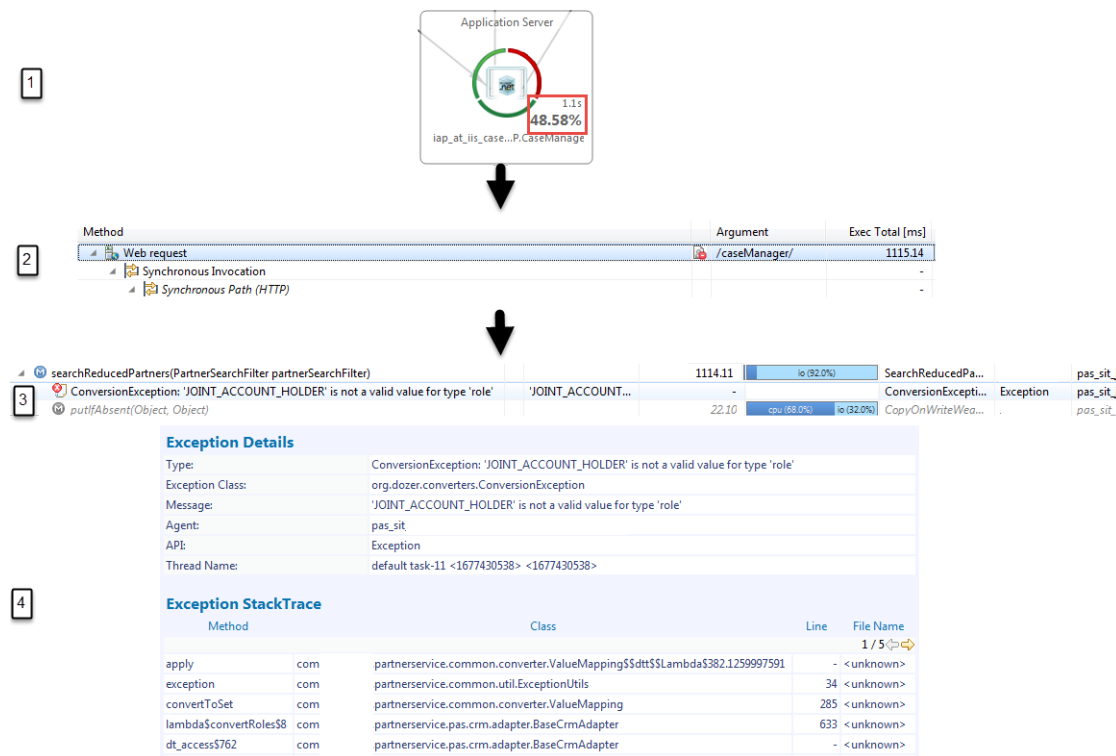 Application Server
1
.net
1.1s
48.58%
iap_at_iis_case...P.CaseManage
Method Argument Exec Total [ms]
2
Web request /caseManager/ 1115.14
Synchronous Invocation -
Synchronous Path (HTTP) -
searchReducedPartners(PartnerSearchFilter partnerSearchFilter) 1114.11 io (92.0%) SearchReducedPa... pas_sit_
3
ConversionException: 'JOINT_ACCOUNT_HOLDER' is not a valid value for type 'role' 'JOINT_ACCOUNT... - ConversionExcepti... Exception pas_sit_
putIfAbsent(Object, Object) 22.10 cpu (68.0%) io (32.0%) CopyOnWriteWea... . pas_sit_
Exception Details
Type: ConversionException: 'JOINT_ACCOUNT_HOLDER' is not a valid value for type 'role'
Exception Class: org.dozer.converters.ConversionException
Message: 'JOINT_ACCOUNT_HOLDER' is not a valid value for type 'role'
Agent: pas_sit
API: Exception
Thread Name: default task-11 <1677430538> <1677430538>
4
Exception StackTrace
Method Class Line File Name
1 / 5
apply com partnerservice.common.converter.ValueMapping$$dtt$$Lambda$382.1259997591 - <unknown>
exception com partnerservice.common.util.ExceptionUtils 34 <unknown>
convertToSet com partnerservice.common.converter.ValueMapping 285 <unknown>
lambda$convertRoles$8 com partnerservice.pas.crm.adapter.BaseCrmAdapter 633 <unknown>
dt_access$762 com partnerservice.pas.crm.adapter.BaseCrmAdapter - <unknown>